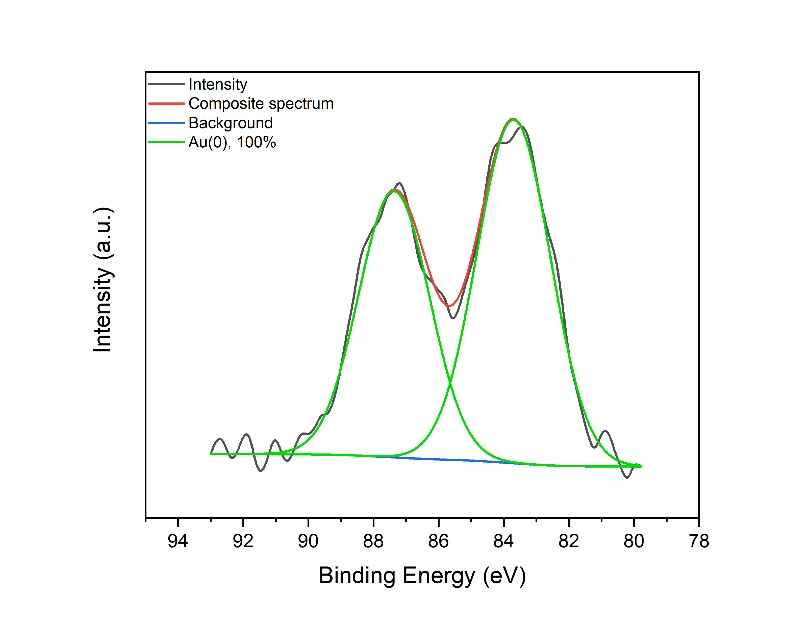 Intensity
Composite spectrum
Background
Au(0), 100%
Intensity (a.u.)
94 92 90 88 86 84 82 80 78
Binding Energy (eV)